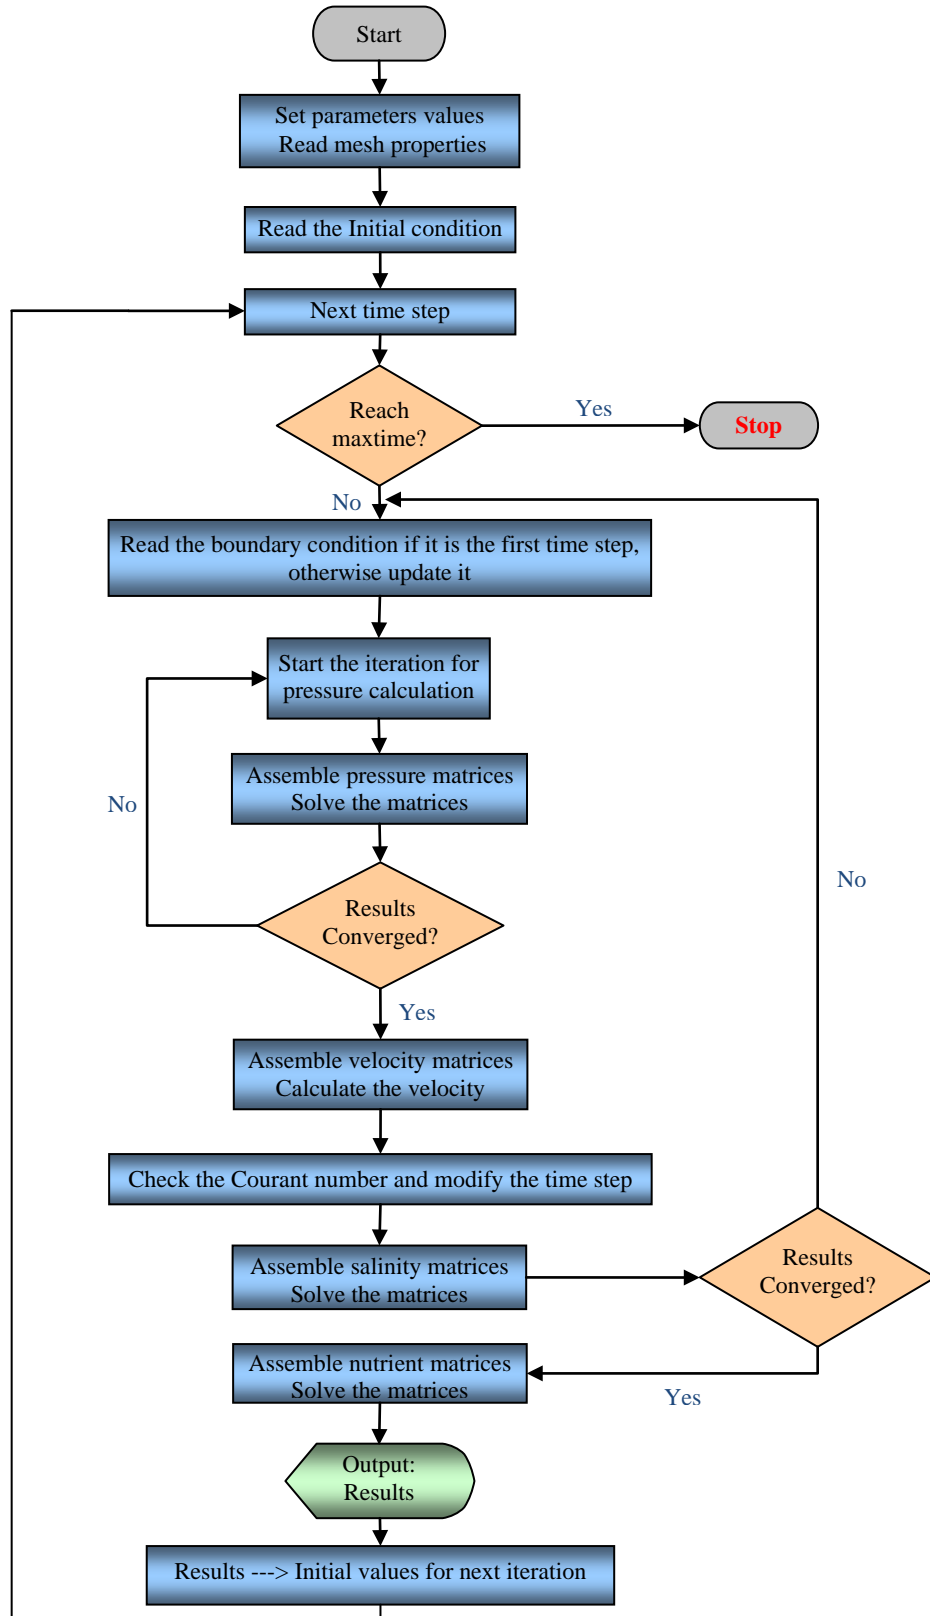 Start
Set parameters values
Read mesh properties
Read the Initial condition
Next time step
Reach
maxtime?
Yes
Stop
No
Read the boundary condition if it is the first time step,
otherwise update it
Start the iteration for
pressure calculation
Assemble pressure matrices
Solve the matrices
No
Results
Converged?
No
Yes
Assemble velocity matrices
Calculate the velocity
Check the Courant number and modify the time step
Assemble salinity matrices
Solve the matrices
Results
Converged?
Assemble nutrient matrices
Solve the matrices
Yes
Output:
Results
Results ---> Initial values for next iteration